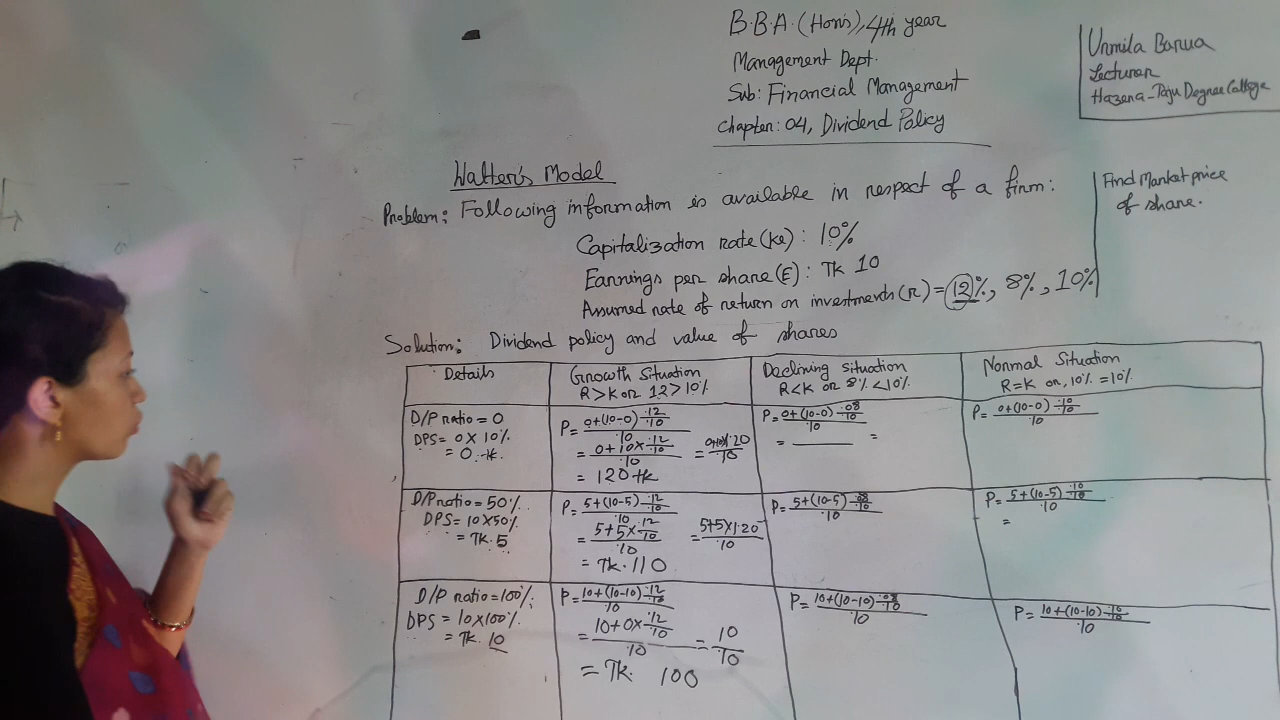 B.B.A. (Hon's), 4th year
Management Dept.
Sub: Financial Management
Chapter: 04, Dividend Policy
Urmila Barua
Lecturer
Hazera-Taju Degree College
Walter's Model
Problem: Following information is available in respect of a firm:
Capitalization rate (ke) : 10%
Earnings per share (E) : Tk 10
Assumed rate of return on investments (r) = 12%, 8%, 10%
Find Market price
of share.
Solution: Dividend policy and value of shares
Details
Growth Situation
R>K or 12>10%
Declining situation
R<K or 8%<10%
Normal Situation
R=K or, 10% = 10%
D/P ratio = 0
DPS = 0 X 10%
= 0 tk.
P = 0+(10-0) .12/.10 / .10
= 0+10× .12/.10 / .10
= 120 tk
P = 0+(10-0) .08/.10 / .10
= =
P = 0+(10-0) .10/.10 / .10
D/P ratio = 50%
DPS = 10 X 50%
= Tk. 5
P = 5+(10-5) .12/.10 / .10
= 5+5× .12/.10 / .10 = 5+5×1.20 / .10
= Tk. 110
P = 5+(10-5) .08/.10 / .10
P = 5+(10-5) .10/.10 / .10
=
D/P ratio = 100%
DPS = 10 X 100%
= Tk. 10
P = 10+(10-10) .12/.10 / .10
= 10+0× .12/.10 / .10 = 10/.10
= Tk. 100
P = 10+(10-10) .08/.10 / .10
P = 10+(10-10) .10/.10 / .10